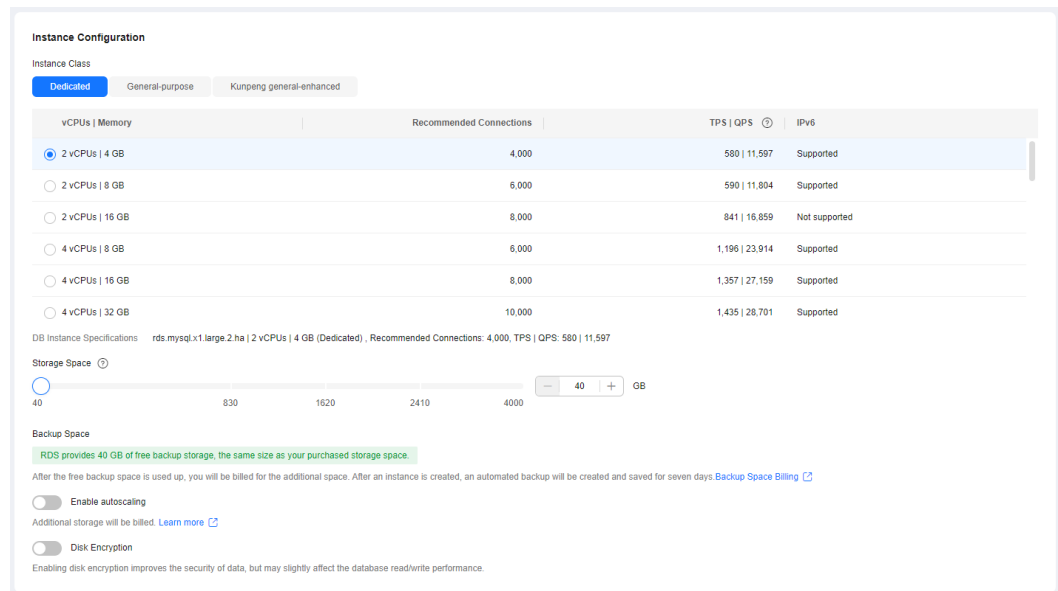 Instance Configuration
Instance Class
Dedicated General-purpose Kunpeng general-enhanced
vCPUs | Memory Recommended Connections TPS | QPS ? IPv6
2 vCPUs | 4 GB 4,000 580 | 11,597 Supported
2 vCPUs | 8 GB 6,000 590 | 11,804 Supported
2 vCPUs | 16 GB 8,000 841 | 16,859 Not supported
4 vCPUs | 8 GB 6,000 1,196 | 23,914 Supported
4 vCPUs | 16 GB 8,000 1,357 | 27,159 Supported
4 vCPUs | 32 GB 10,000 1,435 | 28,701 Supported
DB Instance Specifications rds.mysql.x1.large.2.ha | 2 vCPUs | 4 GB (Dedicated) , Recommended Connections: 4,000, TPS | QPS: 580 | 11,597
Storage Space ?
− 40 + GB
40 830 1620 2410 4000
Backup Space
RDS provides 40 GB of free backup storage, the same size as your purchased storage space.
After the free backup space is used up, you will be billed for the additional space. After an instance is created, an automated backup will be created and saved for seven days.Backup Space Billing
Enable autoscaling
Additional storage will be billed. Learn more
Disk Encryption
Enabling disk encryption improves the security of data, but may slightly affect the database read/write performance.